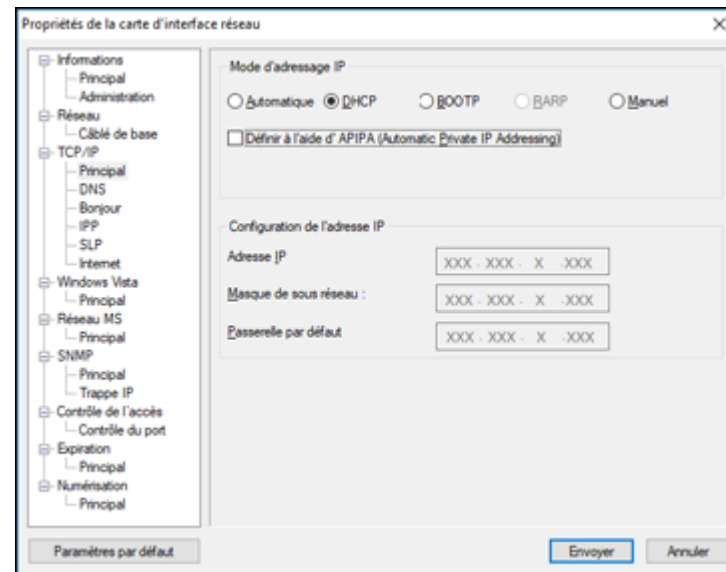 Propriétés de la carte d'interface réseau
Informations
Principal
Administration
Réseau
Câblé de base
TCP/IP
Principal
DNS
Bonjour
IPP
SLP
Internet
Windows Vista
Principal
Réseau MS
Principal
SNMP
Principal
Trappe IP
Contrôle de l'accès
Contrôle du port
Expiration
Principal
Numérisation
Principal
Mode d'adressage IP
Automatique DHCP BOOTP RARP Manuel
Définir à l'aide d' APIPA (Automatic Private IP Addressing)
Configuration de l'adresse IP
Adresse IP XXX . XXX . X .XXX
Masque de sous réseau : XXX . XXX . X .XXX
Passerelle par défaut XXX . XXX . X .XXX
Paramètres par défaut Envoyer Annuler